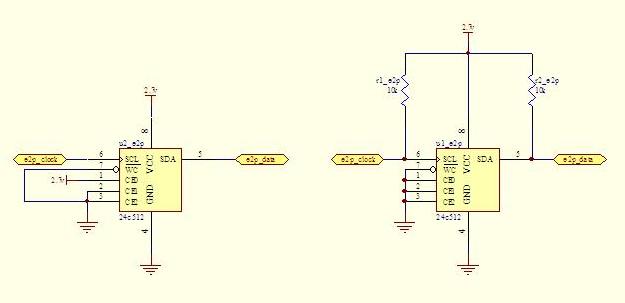 2.3v
r1_e2p
10k
r2_e2p
10k
2.3v
8
u2_e2p
e2p_clock
6
SCL
VCC
SDA
5
e2p_data
7
WC
2.3v
1
CE0
2
CE1
3
CE2
GND
24c512
4
8
u1_e2p
e2p_clock
6
SCL
VCC
SDA
5
e2p_data
7
WC
1
CE0
2
CE1
3
CE2
GND
24c512
4